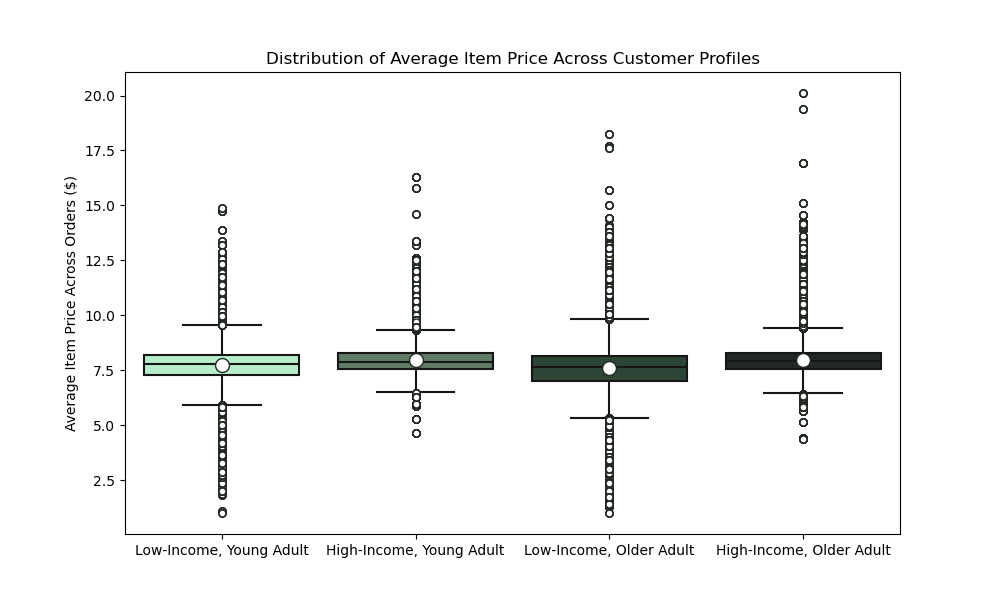 Distribution of Average Item Price Across Customer Profiles
Average Item Price Across Orders ($)
20.0
17.5
15.0
12.5
10.0
7.5
5.0
2.5
Low-Income, Young Adult
High-Income, Young Adult
Low-Income, Older Adult
High-Income, Older Adult